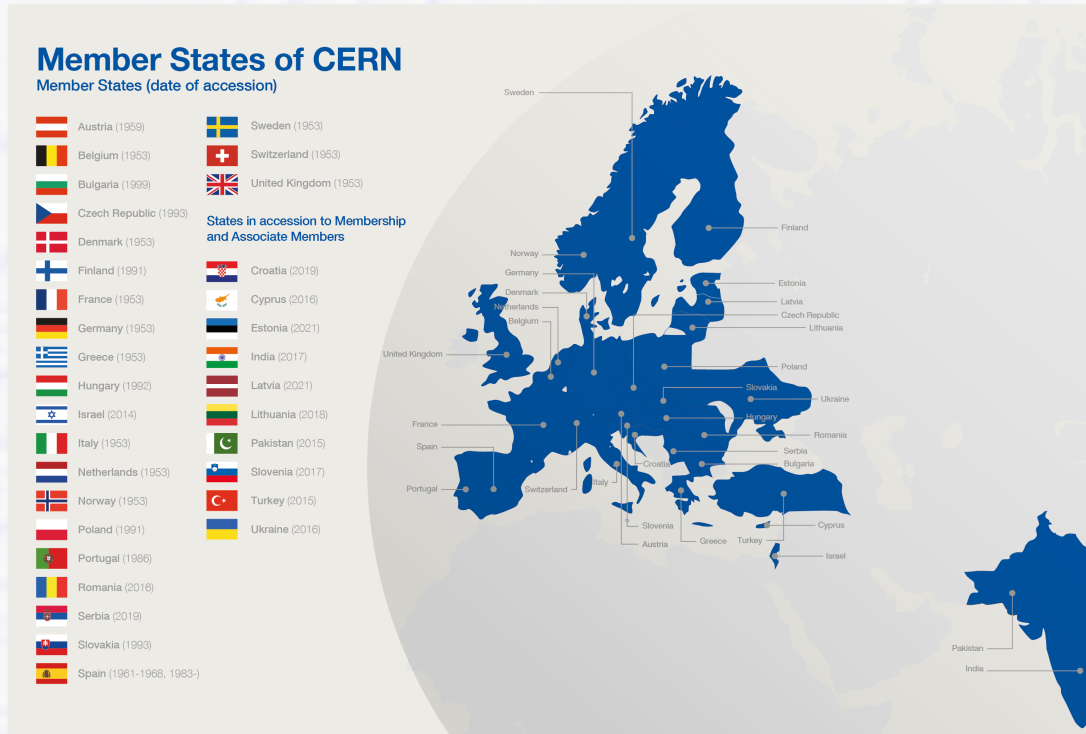 Member States of CERN
Member States (date of accession)
Austria (1959)
Belgium (1953)
Bulgaria (1999)
Czech Republic (1993)
Denmark (1953)
Finland (1991)
France (1953)
Germany (1953)
Greece (1953)
Hungary (1992)
Israel (2014)
Italy (1953)
Netherlands (1953)
Norway (1953)
Poland (1991)
Portugal (1986)
Romania (2016)
Serbia (2019)
Slovakia (1993)
Spain (1961-1968, 1983-)
Sweden (1953)
Switzerland (1953)
United Kingdom (1953)
States in accession to Membership
and Associate Members
Croatia (2019)
Cyprus (2016)
Estonia (2021)
India (2017)
Latvia (2021)
Lithuania (2018)
Pakistan (2015)
Slovenia (2017)
Turkey (2015)
Ukraine (2016)
Sweden
Finland
Norway
Germany
Estonia
Denmark
Latvia
Netherlands
Czech Republic
Belgium
Lithuania
United Kingdom
Poland
Slovakia
Ukraine
Hungary
France
Romania
Spain
Serbia
Croatia
Bulgaria
Italy
Portugal
Switzerland
Slovenia
Cyprus
Austria
Greece
Turkey
Israel
Pakistan
India